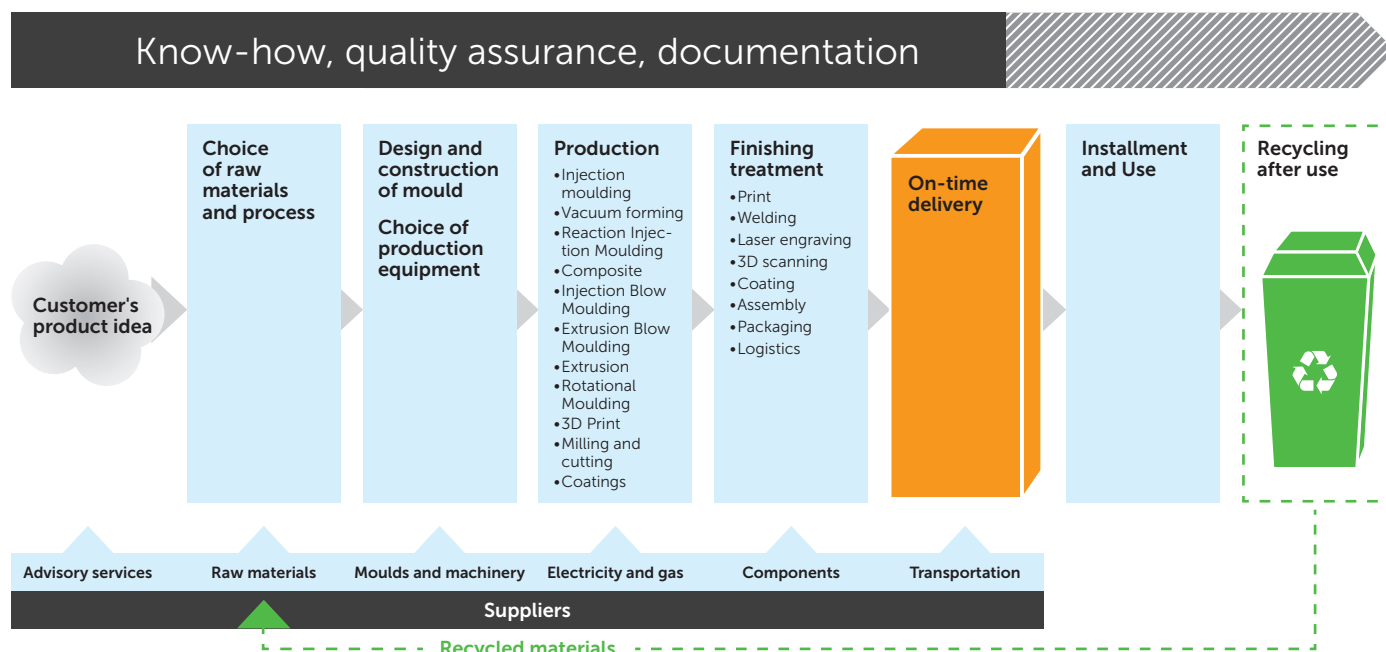 Know-how, quality assurance, documentation
Customer's
product idea
Choice
of raw
materials
and process
Design and
construction
of mould
Choice of
production
equipment
Production
•Injection
moulding
•Vacuum forming
•Reaction Injec-
tion Moulding
•Composite
•Injection Blow
Moulding
•Extrusion Blow
Moulding
•Extrusion
•Rotational
Moulding
•3D Print
•Milling and
cutting
•Coatings
Finishing
treatment
•Print
•Welding
•Laser engraving
•3D scanning
•Coating
•Assembly
•Packaging
•Logistics
On-time
delivery
Installment
and Use
Recycling
after use
Advisory services
Raw materials
Moulds and machinery
Electricity and gas
Components
Transportation
Suppliers
Recycled materials